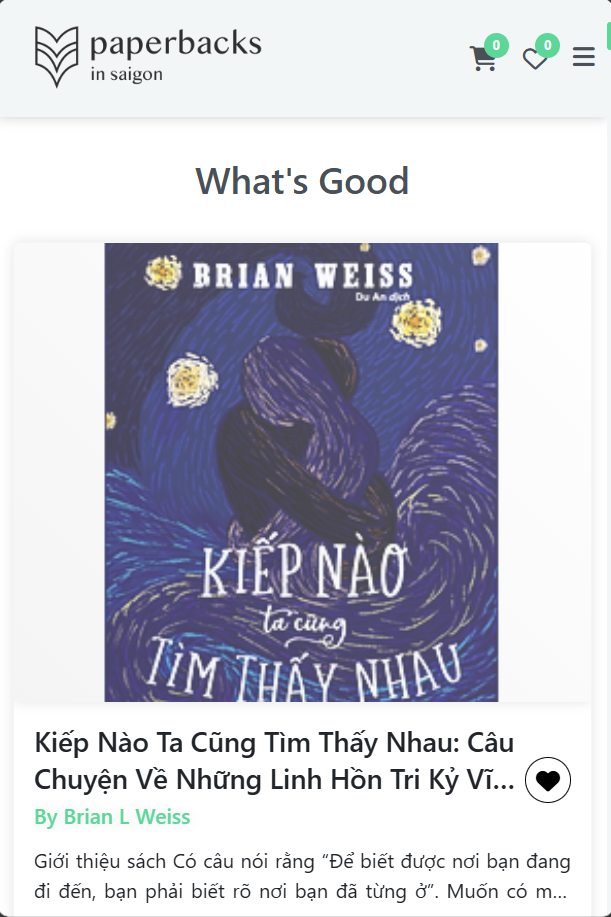 paperbacks
in saigon
0
0
What's Good
BRIAN WEISS
Du An dịch
KIẾP NÀO
ta cũng
TÌM THẤY NHAU
Kiếp Nào Ta Cũng Tìm Thấy Nhau: Câu
Chuyện Về Những Linh Hồn Tri Kỷ Vĩ...
By Brian L Weiss
Giới thiệu sách Có câu nói rằng “Để biết được nơi bạn đang
đi đến, bạn phải biết rõ nơi bạn đã từng ở”. Muốn có m...